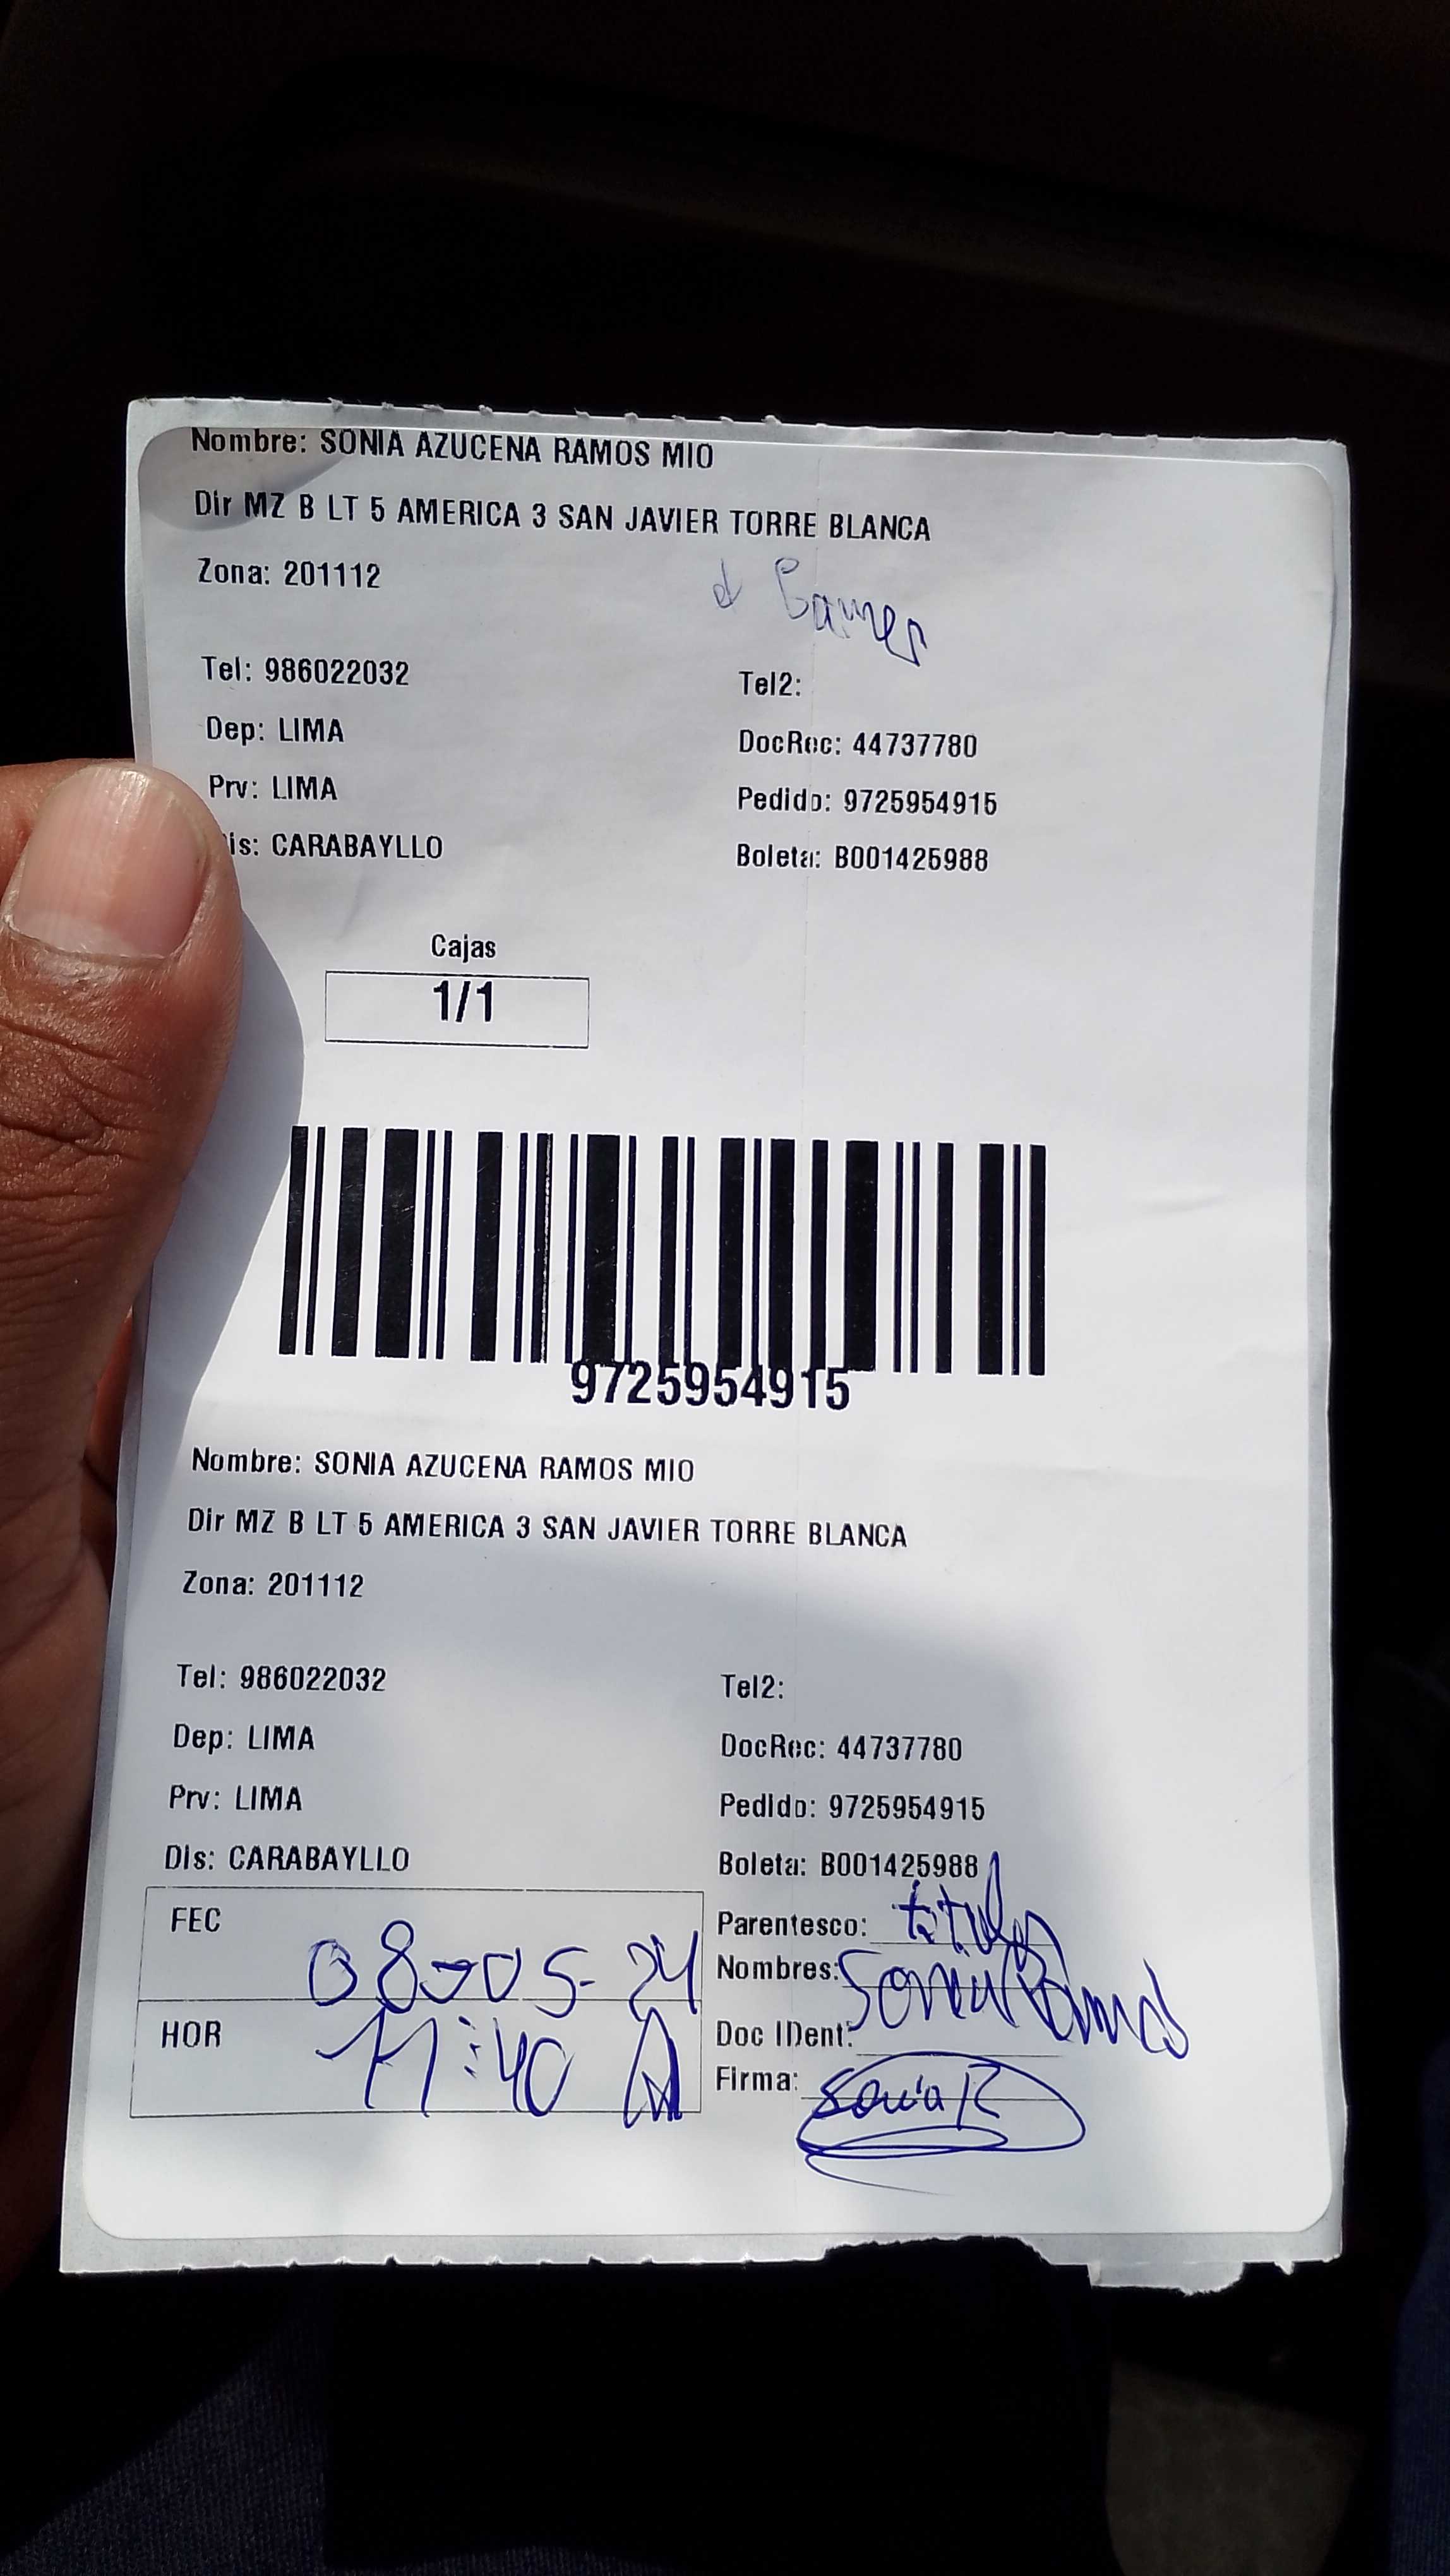 Nombre: SONIA AZUCENA RAMOS MIO
Dir MZ B LT 5 AMERICA 3 SAN JAVIER TORRE BLANCA
Zona: 201112
Tel: 986022032
Tel2:
Dep: LIMA
DocRec: 44737780
Prv: LIMA
Pedido: 9725954915
is: CARABAYLLO
Boleta: B001425988
Cajas
1/1
9725954915
Nombre: SONIA AZUCENA RAMOS MIO
Dir MZ B LT 5 AMERICA 3 SAN JAVIER TORRE BLANCA
Zona: 201112
Tel: 986022032
Tel2:
Dep: LIMA
DocRec: 44737780
Prv: LIMA
Pedido: 9725954915
Dis: CARABAYLLO
Boleta: B001425988
FEC 08-05-24
Parentesco: titular
Nombres: Sonia Ramos
HOR 11:40 A
Doc IDent:
Firma: Sonia R